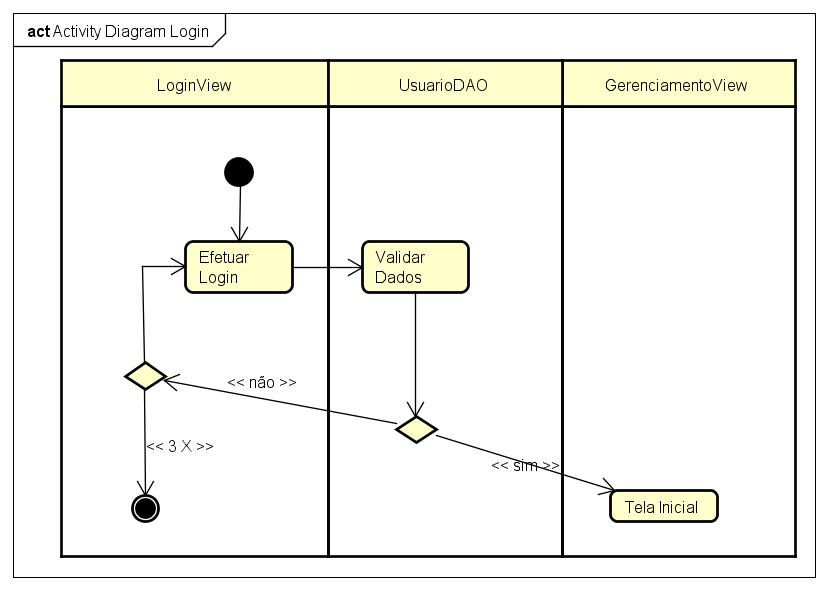 act Activity Diagram Login
LoginView
UsuarioDAO
GerenciamentoView
Efetuar
Login
Validar
Dados
<< não >>
<< 3 X >>
<< sim >>
Tela Inicial